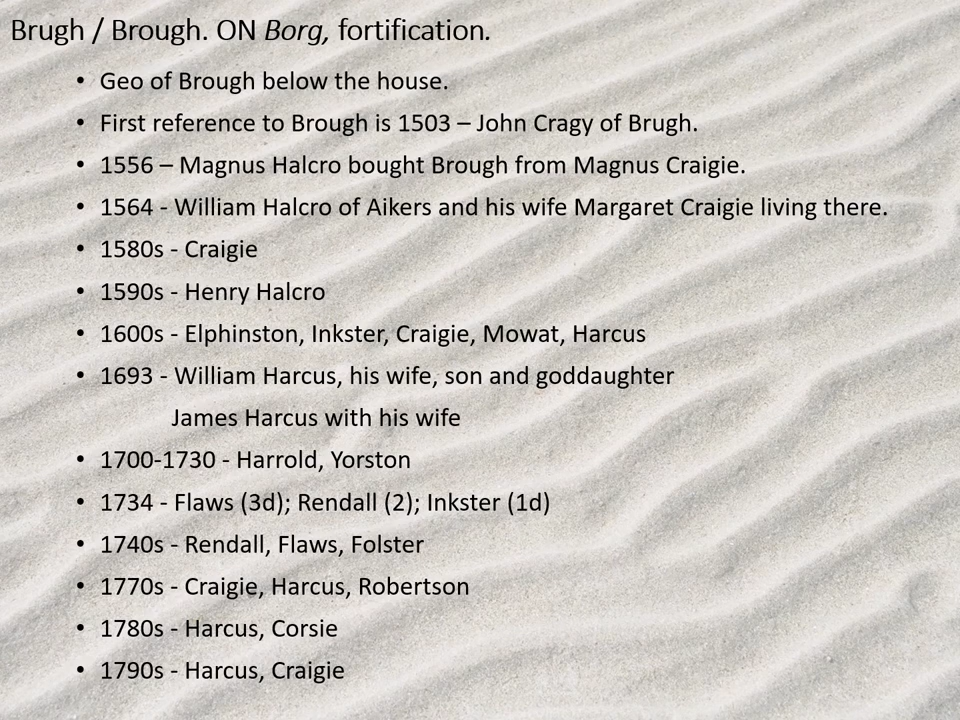 Brugh / Brough. ON Borg, fortification.
• Geo of Brough below the house.
• First reference to Brough is 1503 – John Cragy of Brugh.
• 1556 – Magnus Halcro bought Brough from Magnus Craigie.
• 1564 - William Halcro of Aikers and his wife Margaret Craigie living there.
• 1580s - Craigie
• 1590s - Henry Halcro
• 1600s - Elphinston, Inkster, Craigie, Mowat, Harcus
• 1693 - William Harcus, his wife, son and goddaughter
James Harcus with his wife
• 1700-1730 - Harrold, Yorston
• 1734 - Flaws (3d); Rendall (2); Inkster (1d)
• 1740s - Rendall, Flaws, Folster
• 1770s - Craigie, Harcus, Robertson
• 1780s - Harcus, Corsie
• 1790s - Harcus, Craigie